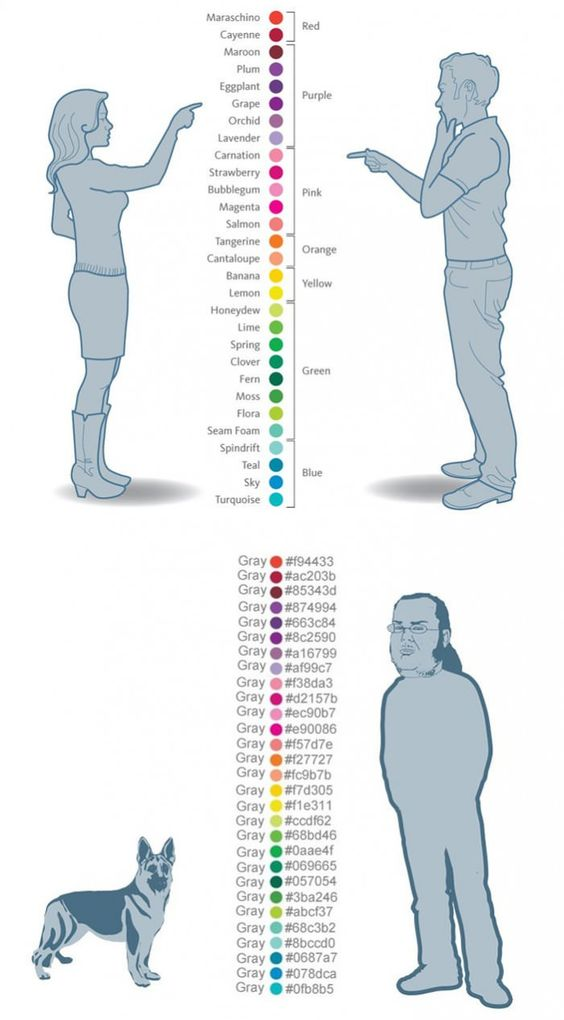 Maraschino
Cayenne
Red
Maroon
Plum
Eggplant
Grape
Orchid
Lavender
Purple
Carnation
Strawberry
Bubblegum
Magenta
Salmon
Pink
Tangerine
Cantaloupe
Orange
Banana
Lemon
Yellow
Honeydew
Lime
Spring
Clover
Fern
Moss
Flora
Seam Foam
Green
Spindrift
Teal
Sky
Turquoise
Blue
Gray #f94433
Gray #ac203b
Gray #85343d
Gray #874994
Gray #663c84
Gray #8c2590
Gray #a16799
Gray #af99c7
Gray #f38da3
Gray #d2157b
Gray #ec90b7
Gray #e90086
Gray #f57d7e
Gray #f27727
Gray #fc9b7b
Gray #f7d305
Gray #f1e311
Gray #ccdf62
Gray #68bd46
Gray #0aae4f
Gray #069665
Gray #057054
Gray #3ba246
Gray #abcf37
Gray #68c3b2
Gray #8bccd0
Gray #0687a7
Gray #078dca
Gray #0fb8b5